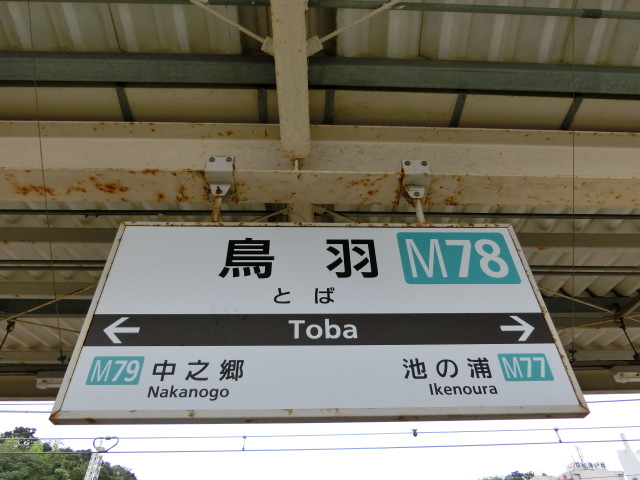 鳥 羽 M78
とば
← Toba →
M79 中之郷 池の浦 M77
Nakanogo Ikenoura